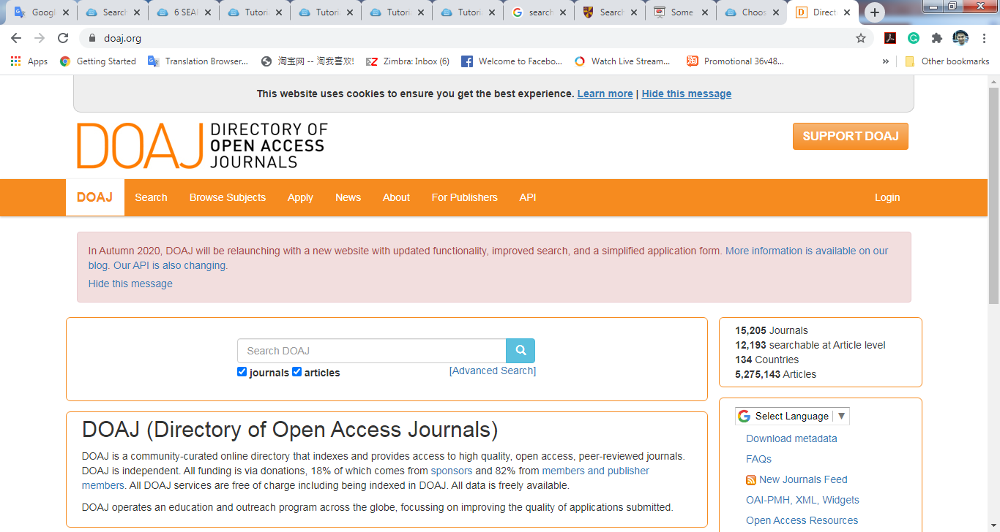 Googl
Search
6 SEAR
Tutoria
Tutoria
Tutoria
Tutoria
search
Search
Some
Choos
Direct
doaj.org
Apps
Getting Started
Translation Browser...
淘宝网 -- 淘我喜欢!
Zimbra: Inbox (6)
Welcome to Facebo...
Watch Live Stream...
Promotional 36v48...
»
Other bookmarks
This website uses cookies to ensure you get the best experience. Learn more | Hide this message
DOAJ
DIRECTORY OF
OPEN ACCESS
JOURNALS
SUPPORT DOAJ
DOAJ Search Browse Subjects Apply News About For Publishers API Login
In Autumn 2020, DOAJ will be relaunching with a new website with updated functionality, improved search, and a simplified application form. More information is available on our
blog. Our API is also changing.
Hide this message
Search DOAJ
journals articles [Advanced Search]
15,205 Journals
12,193 searchable at Article level
134 Countries
5,275,143 Articles
DOAJ (Directory of Open Access Journals)
DOAJ is a community-curated online directory that indexes and provides access to high quality, open access, peer-reviewed journals.
DOAJ is independent. All funding is via donations, 18% of which comes from sponsors and 82% from members and publisher
members. All DOAJ services are free of charge including being indexed in DOAJ. All data is freely available.
DOAJ operates an education and outreach program across the globe, focussing on improving the quality of applications submitted.
Select Language ▼
Download metadata
FAQs
New Journals Feed
OAI-PMH, XML, Widgets
Open Access Resources